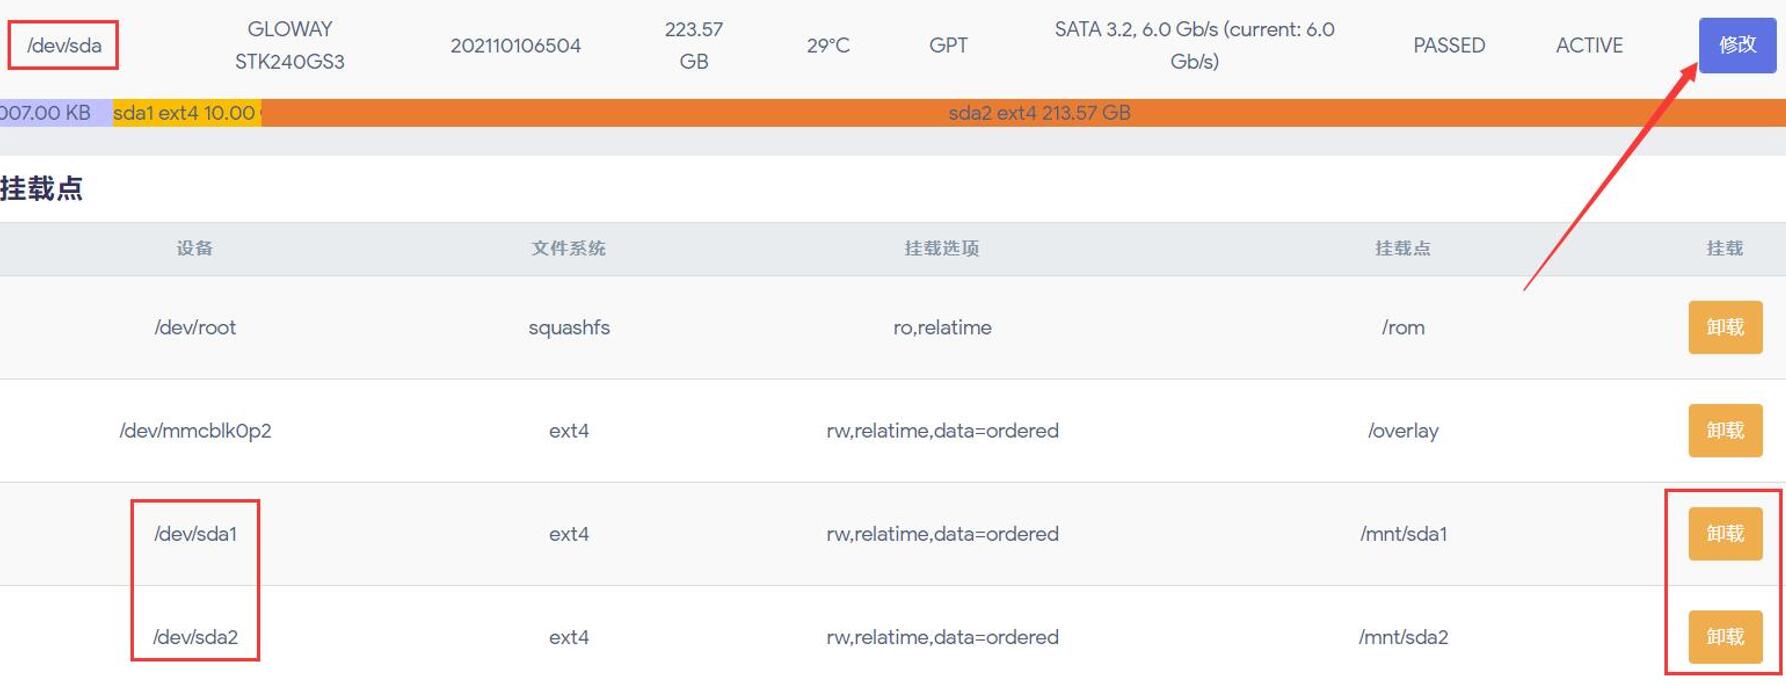 /dev/sda GLOWAY STK240GS3 202110106504 223.57 GB 29°C GPT SATA 3.2, 6.0 Gb/s (current: 6.0 Gb/s) PASSED ACTIVE 修改
007.00 KB sda1 ext4 10.00 sda2 ext4 213.57 GB
挂载点
设备 文件系统 挂载选项 挂载点 挂载
/dev/root squashfs ro,relatime /rom 卸载
/dev/mmcblk0p2 ext4 rw,relatime,data=ordered /overlay 卸载
/dev/sda1 ext4 rw,relatime,data=ordered /mnt/sda1 卸载
/dev/sda2 ext4 rw,relatime,data=ordered /mnt/sda2 卸载